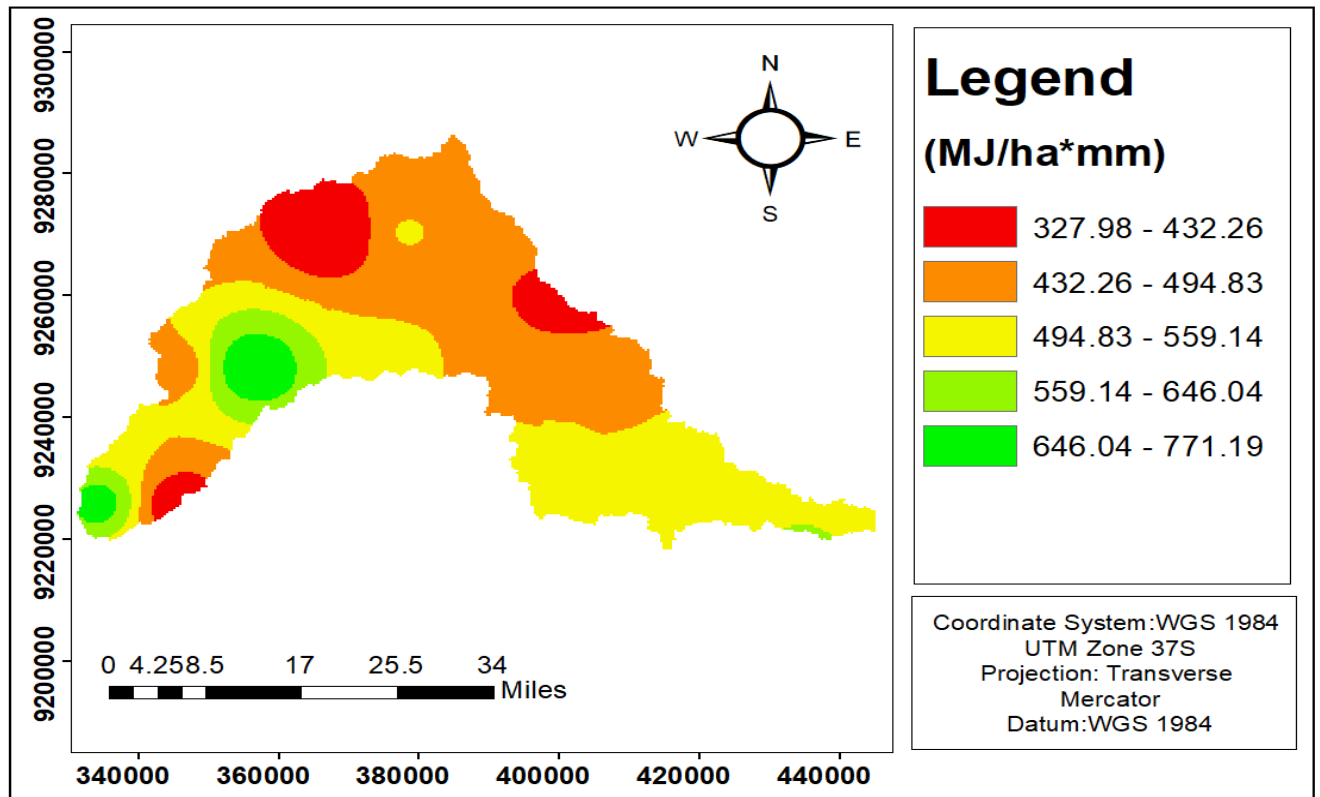 9300000
9280000
9260000
9240000
9220000
9200000
N
W
E
S
0 4.258.5 17 25.5 34
Miles
340000 360000 380000 400000 420000 440000
Legend
(MJ/ha*mm)
327.98 - 432.26
432.26 - 494.83
494.83 - 559.14
559.14 - 646.04
646.04 - 771.19
Coordinate System:WGS 1984
UTM Zone 37S
Projection: Transverse
Mercator
Datum:WGS 1984